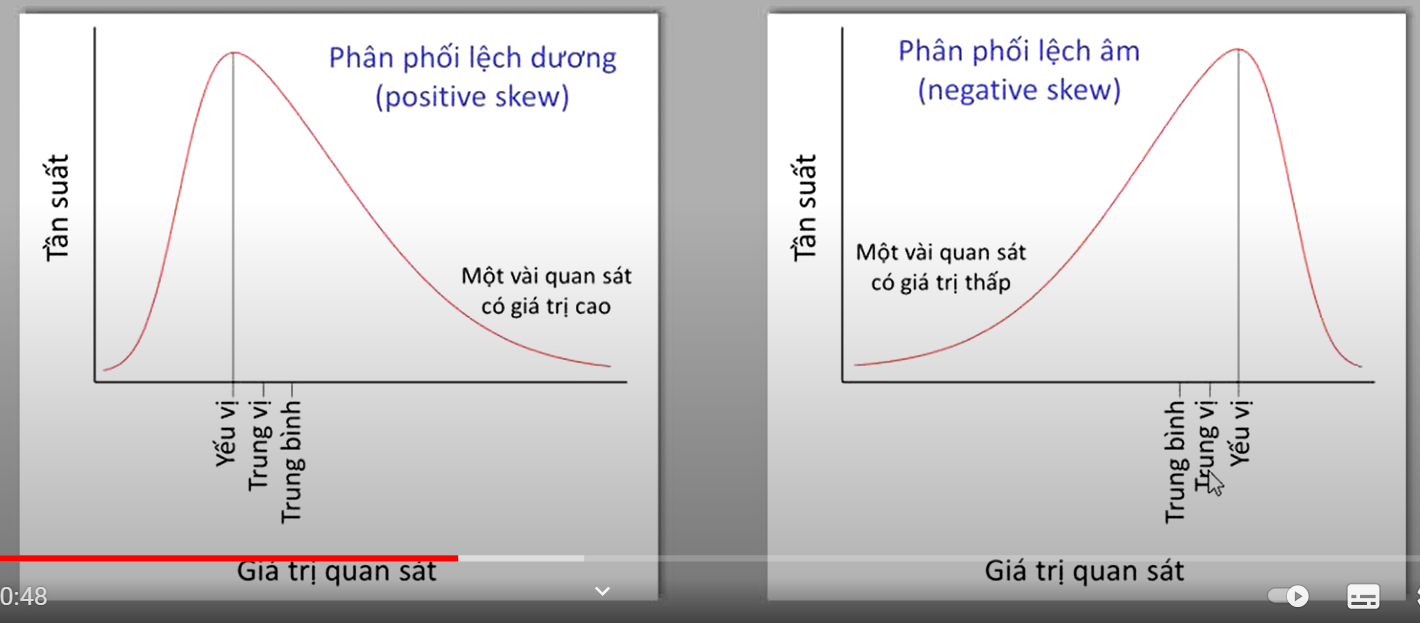 Phân phối lệch dương
(positive skew)
Tần suất
Một vài quan sát
có giá trị cao
Yếu vị
Trung vị
Trung bình
Giá trị quan sát
Phân phối lệch âm
(negative skew)
Tần suất
Một vài quan sát
có giá trị thấp
Trung bình
Trung vị
Yếu vị
Giá trị quan sát
0:48